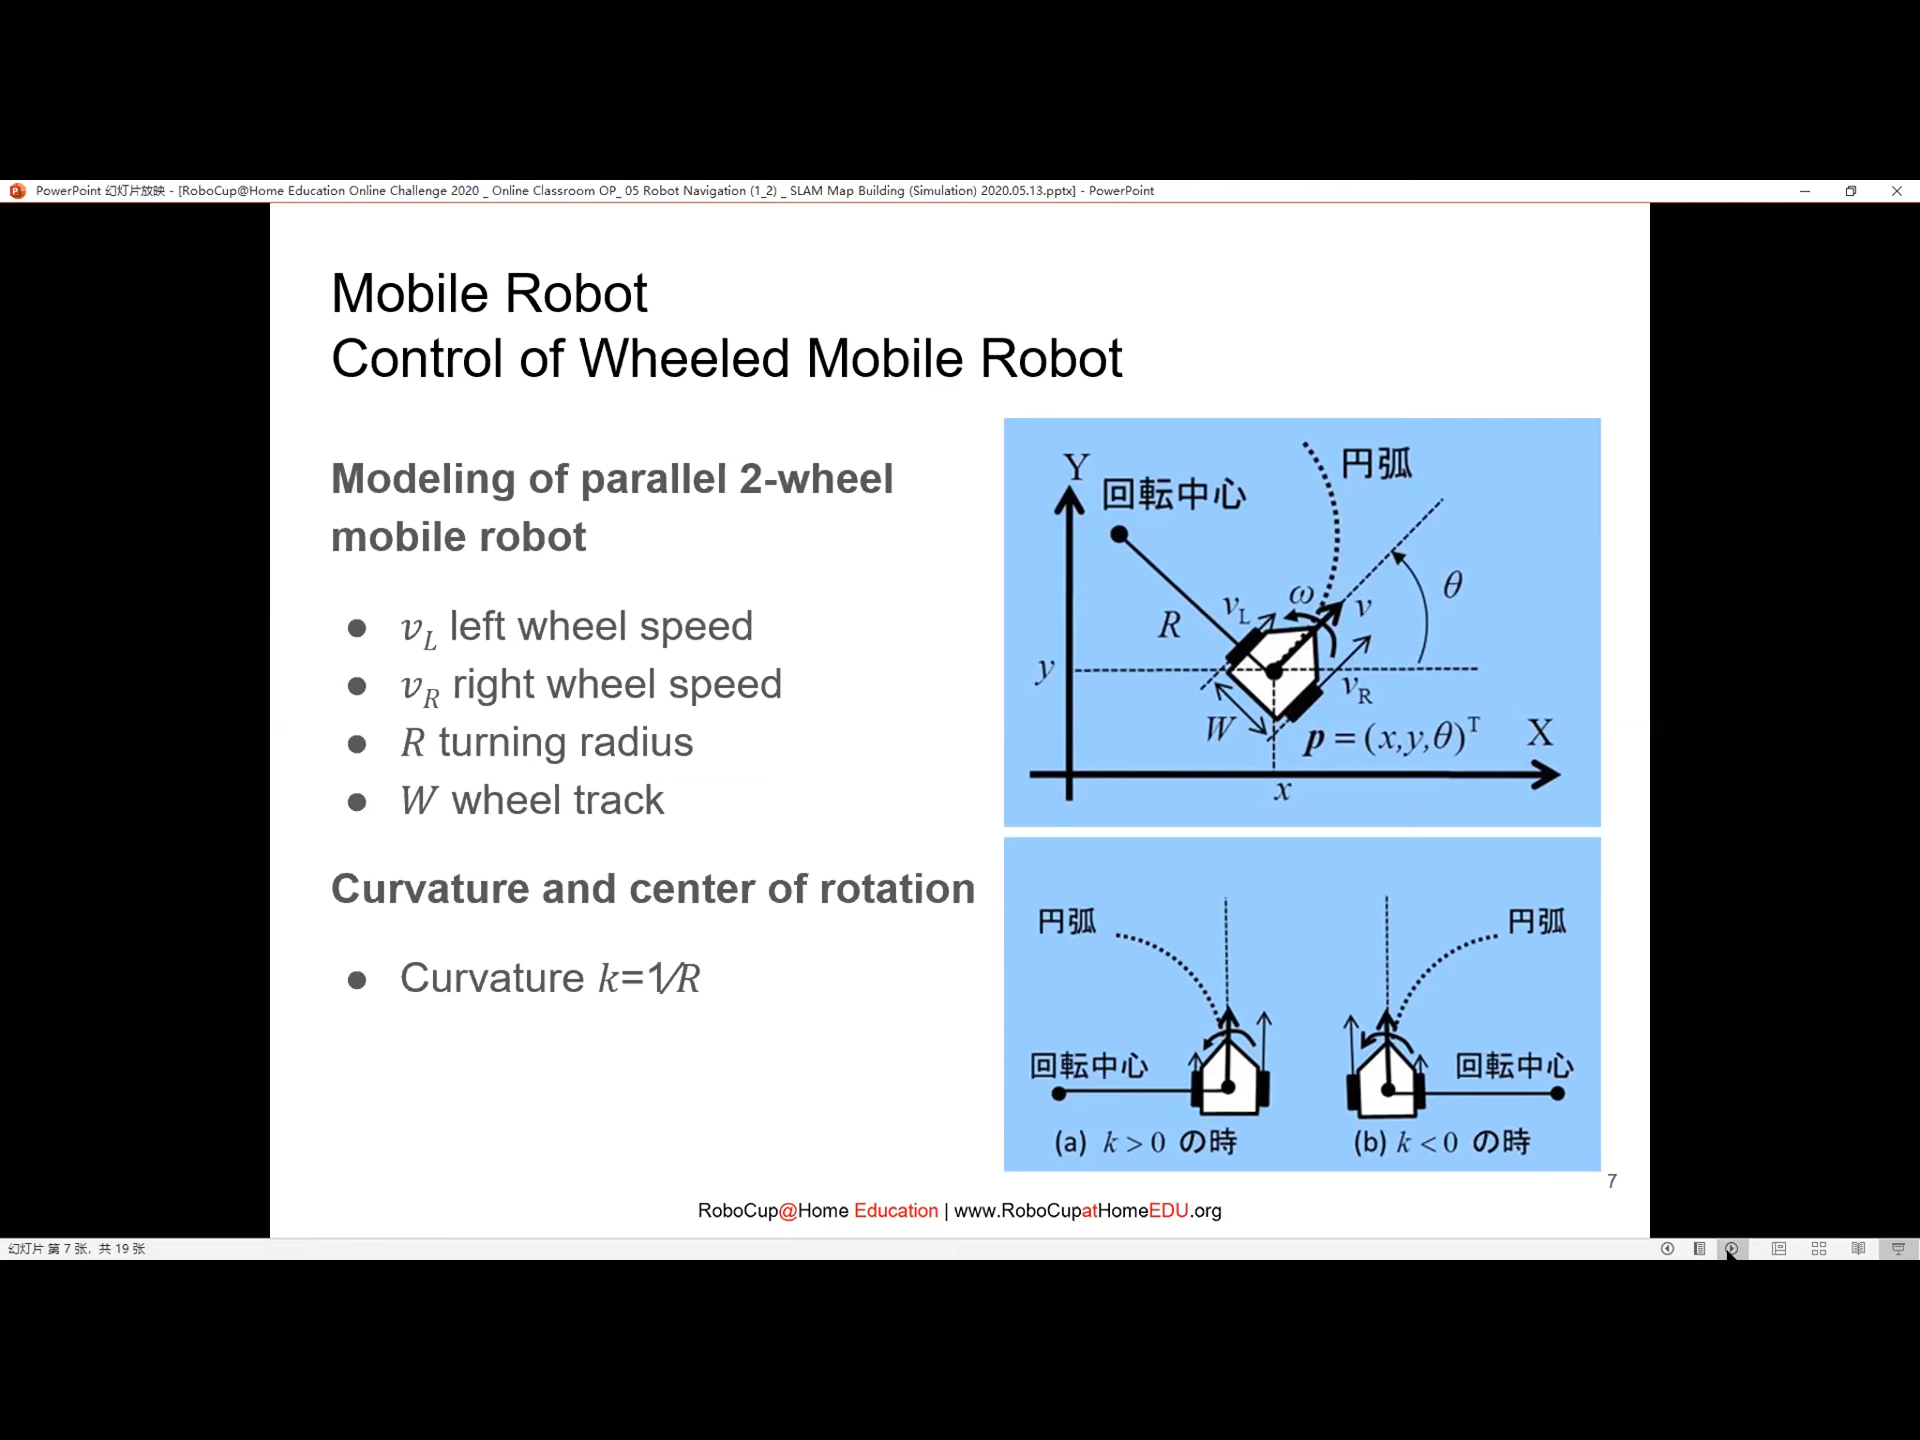 PowerPoint 幻灯片放映 - [RoboCup@Home Education Online Challenge 2020 _ Online Classroom OP_ 05 Robot Navigation (1_2) _ SLAM Map Building (Simulation) 2020.05.13.pptx] - PowerPoint
Mobile Robot
Control of Wheeled Mobile Robot
Modeling of parallel 2-wheel
mobile robot
● v_L left wheel speed
● v_R right wheel speed
● R turning radius
● W wheel track
Curvature and center of rotation
● Curvature k=1/R
Y
回転中心
円弧
θ
ω
v
v_L
R
y
v_R
W
p = (x,y,θ)^T
X
x
円弧
円弧
回転中心
回転中心
(a) k > 0 の時
(b) k < 0 の時
7
RoboCup@Home Education | www.RoboCupatHomeEDU.org
幻灯片 第 7 张，共 19 张